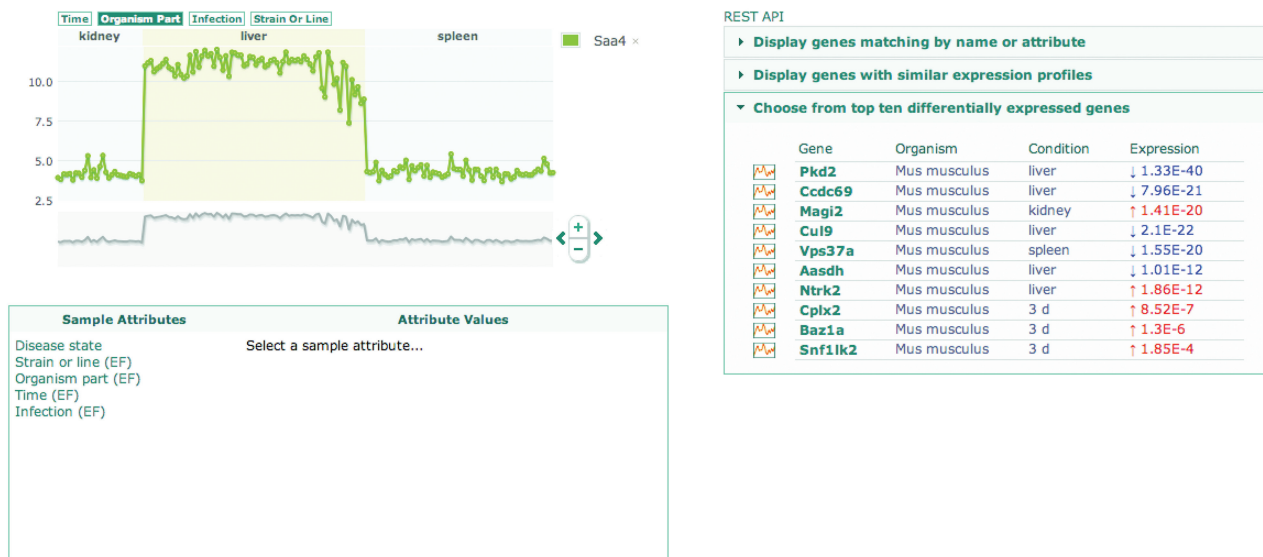 Time Organism Part Infection Strain Or Line
kidney liver spleen
Saa4 ×
10.0
7.5
5.0
2.5
+
−
Sample Attributes Attribute Values
Disease state Select a sample attribute...
Strain or line (EF)
Organism part (EF)
Time (EF)
Infection (EF)
REST API
Display genes matching by name or attribute
Display genes with similar expression profiles
Choose from top ten differentially expressed genes
Gene Organism Condition Expression
Pkd2 Mus musculus liver ↓ 1.33E-40
Ccdc69 Mus musculus liver ↓ 7.96E-21
Magi2 Mus musculus kidney ↑ 1.41E-20
Cul9 Mus musculus liver ↓ 2.1E-22
Vps37a Mus musculus spleen ↓ 1.55E-20
Aasdh Mus musculus liver ↓ 1.01E-12
Ntrk2 Mus musculus liver ↑ 1.86E-12
Cplx2 Mus musculus 3 d ↑ 8.52E-7
Baz1a Mus musculus 3 d ↑ 1.3E-6
Snf1lk2 Mus musculus 3 d ↑ 1.85E-4